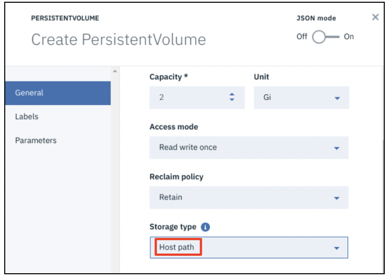 PERSISTENTVOLUME
Create PersistentVolume
JSON mode
Off On
General
Labels
Parameters
Capacity * Unit
2 Gi
Access mode
Read write once
Reclaim policy
Retain
Storage type i
Host path